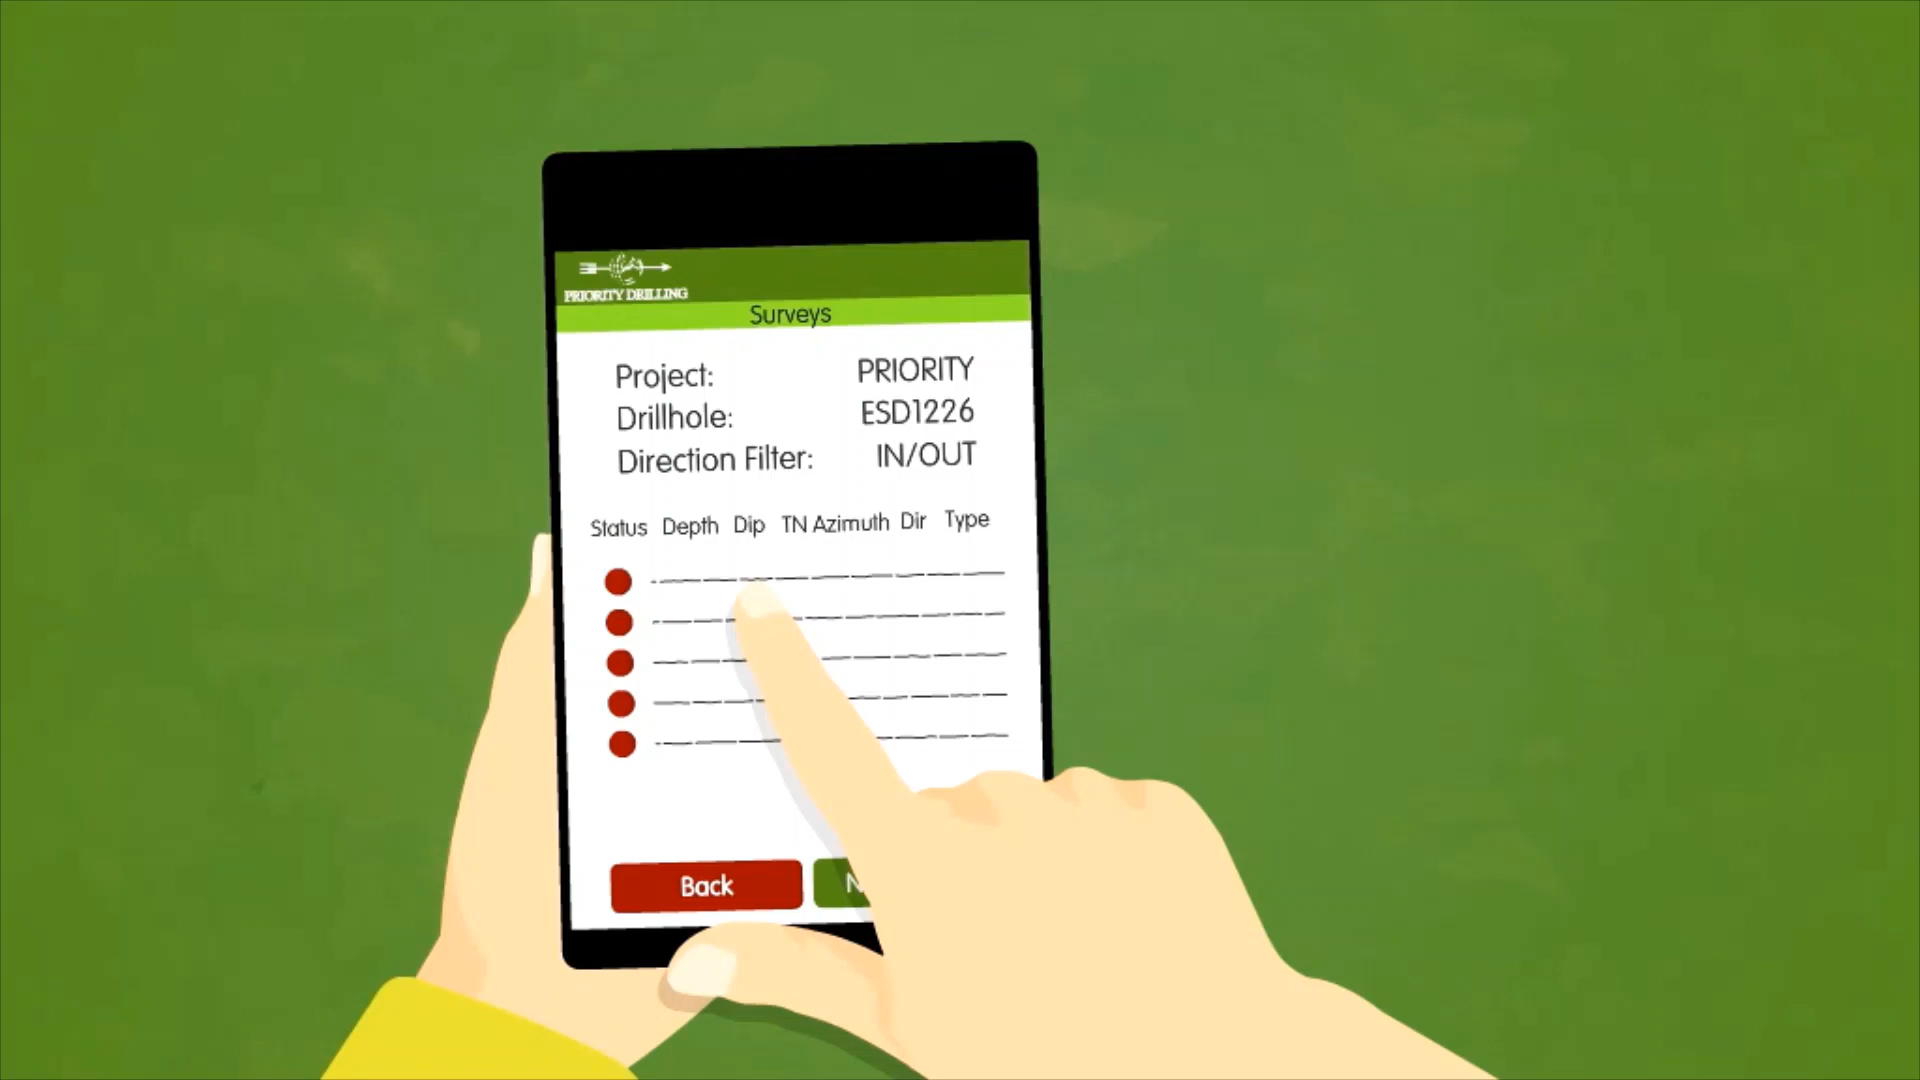 PRIORITY DRILLING
Surveys
Project: PRIORITY
Drillhole: ESD1226
Direction Filter: IN/OUT
Status Depth Dip TN Azimuth Dir Type
Back